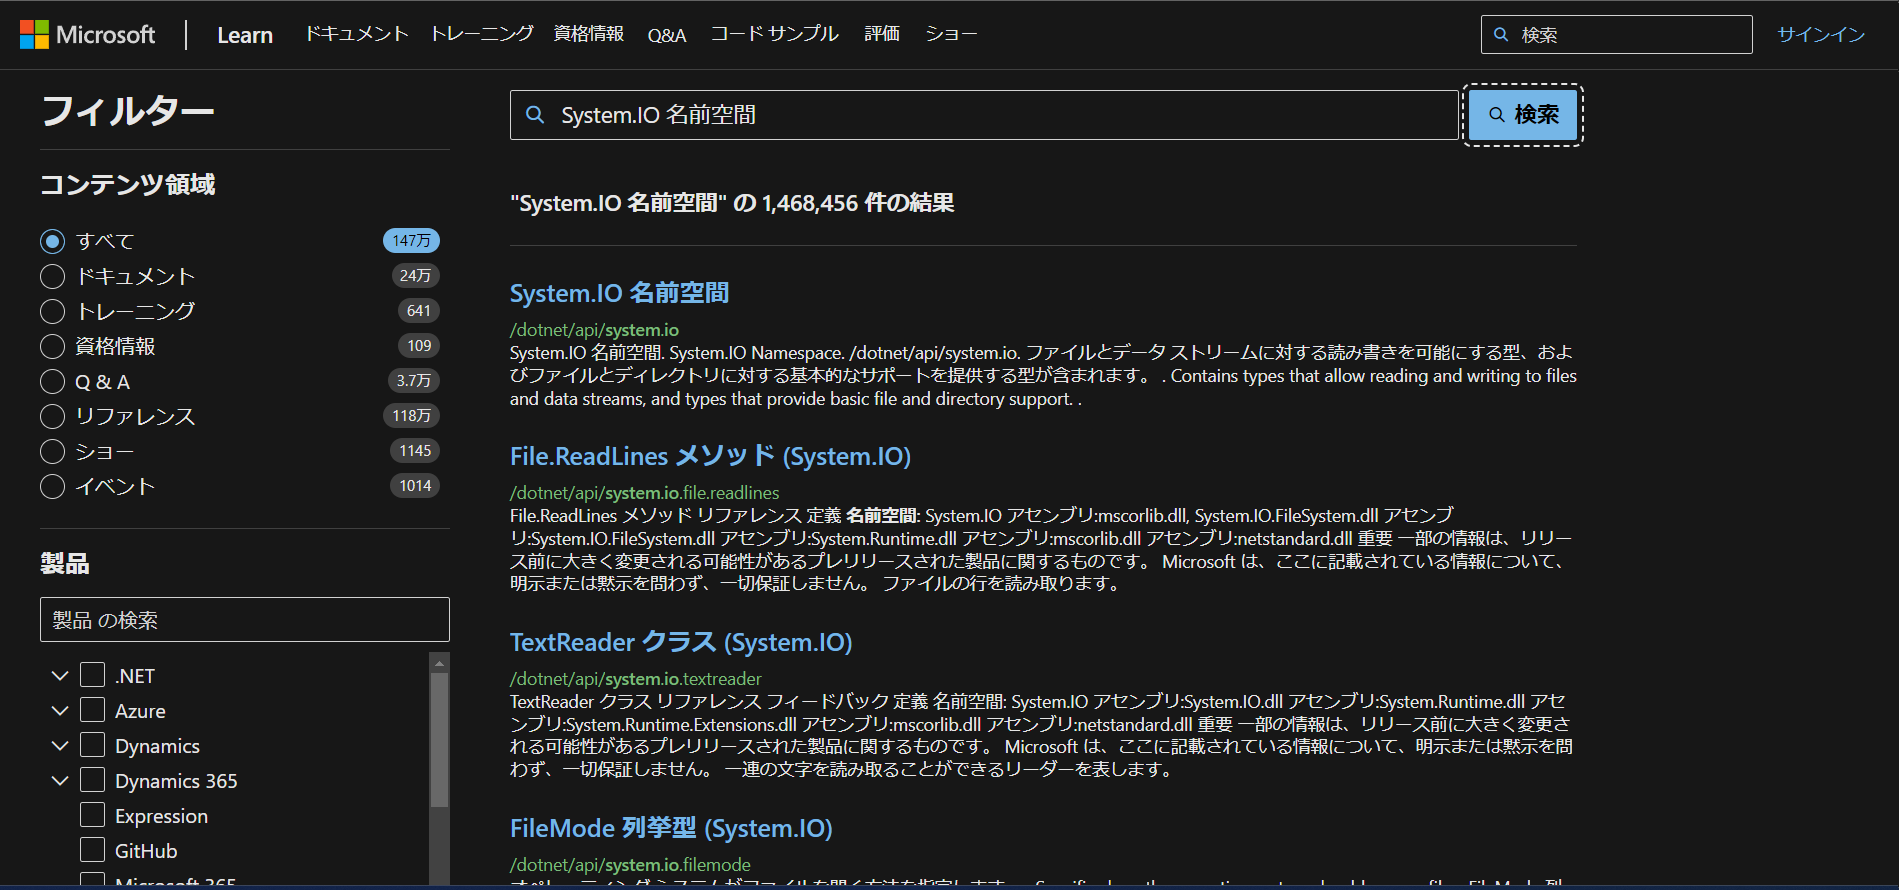 Microsoft Learn ドキュメント トレーニング 資格情報 Q&A コード サンプル 評価 ショー 検索 サインイン
フィルター
コンテンツ領域
すべて 147万
ドキュメント 24万
トレーニング 641
資格情報 109
Q & A 3.7万
リファレンス 118万
ショー 1145
イベント 1014
製品
製品 の検索
.NET
Azure
Dynamics
Dynamics 365
Expression
GitHub
Microsoft 365
System.IO 名前空間 検索
"System.IO 名前空間" の 1,468,456 件の結果
System.IO 名前空間
/dotnet/api/system.io
System.IO 名前空間. System.IO Namespace. /dotnet/api/system.io. ファイルとデータ ストリームに対する読み書きを可能にする型、およ
びファイルとディレクトリに対する基本的なサポートを提供する型が含まれます。 . Contains types that allow reading and writing to files
and data streams, and types that provide basic file and directory support. .
File.ReadLines メソッド (System.IO)
/dotnet/api/system.io.file.readlines
File.ReadLines メソッド リファレンス 定義 名前空間: System.IO アセンブリ:mscorlib.dll, System.IO.FileSystem.dll アセンブ
リ:System.IO.FileSystem.dll アセンブリ:System.Runtime.dll アセンブリ:mscorlib.dll アセンブリ:netstandard.dll 重要 一部の情報は、リリー
ス前に大きく変更される可能性があるプレリリースされた製品に関するものです。 Microsoft は、ここに記載されている情報について、
明示または黙示を問わず、一切保証しません。 ファイルの行を読み取ります。
TextReader クラス (System.IO)
/dotnet/api/system.io.textreader
TextReader クラス リファレンス フィードバック 定義 名前空間: System.IO アセンブリ:System.IO.dll アセンブリ:System.Runtime.dll アセ
ンブリ:System.Runtime.Extensions.dll アセンブリ:mscorlib.dll アセンブリ:netstandard.dll 重要 一部の情報は、リリース前に大きく変更さ
れる可能性があるプレリリースされた製品に関するものです。 Microsoft は、ここに記載されている情報について、明示または黙示を問
わず、一切保証しません。 一連の文字を読み取ることができるリーダーを表します。
FileMode 列挙型 (System.IO)
/dotnet/api/system.io.filemode